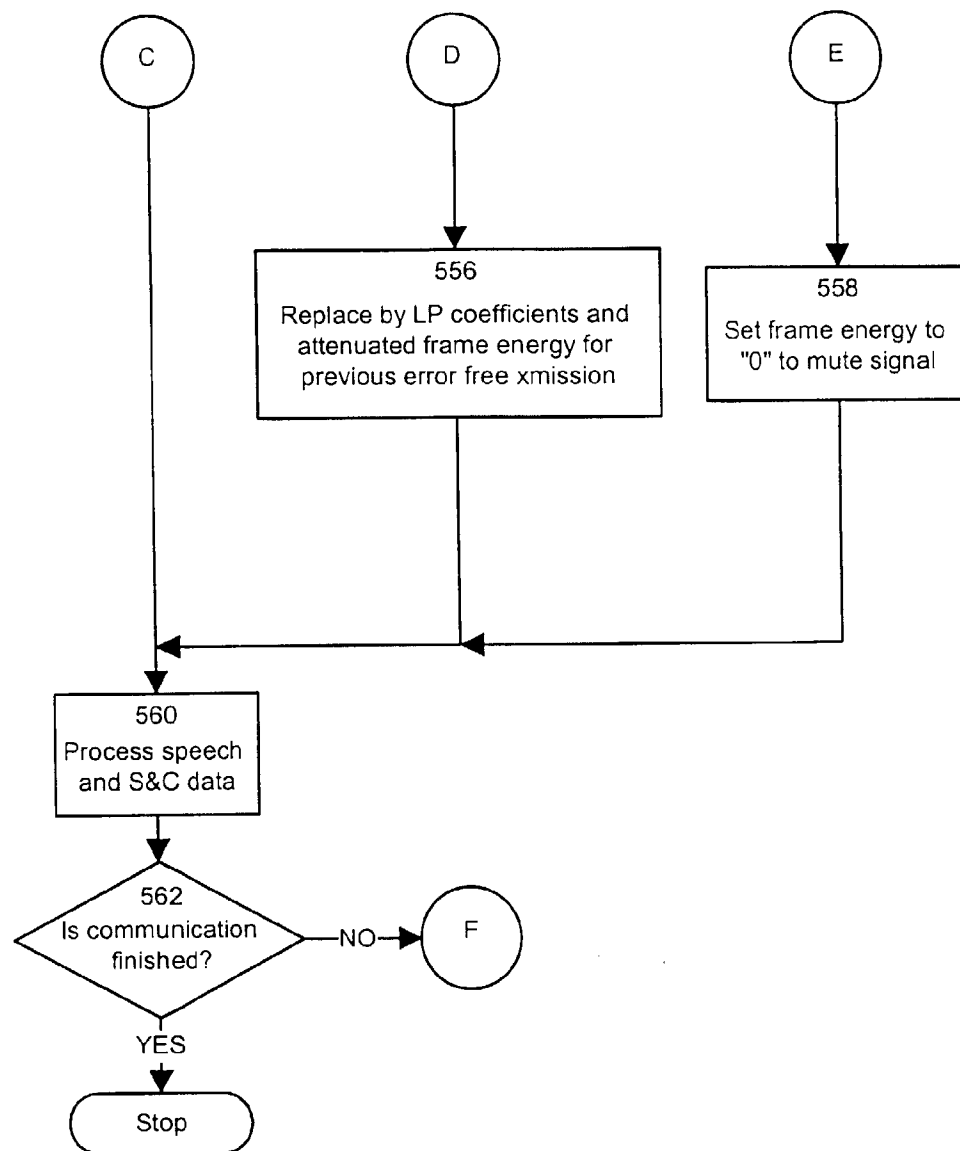 C
D
E
556
Replace by LP coefficients and
attenuated frame energy for
previous error free xmission
558
Set frame energy to
"0" to mute signal
560
Process speech
and S&C data
562
Is communication
finished?
NO
F
YES
Stop